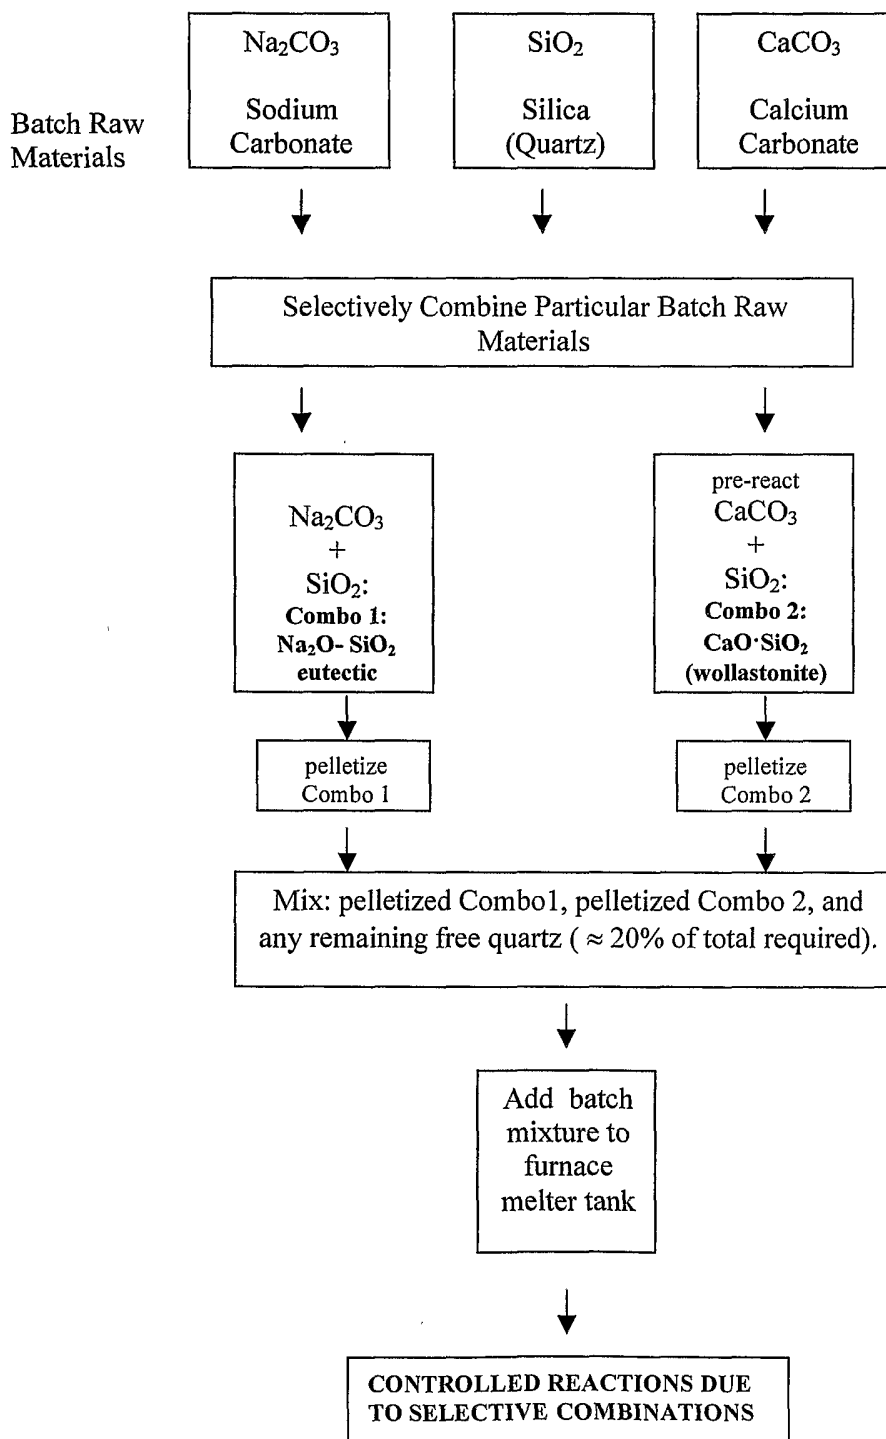 Batch Raw
Materials
Na₂CO₃
Sodium
Carbonate
SiO₂
Silica
(Quartz)
CaCO₃
Calcium
Carbonate
Selectively Combine Particular Batch Raw
Materials
Na₂CO₃
+
SiO₂:
Combo 1:
Na₂O- SiO₂
eutectic
pre-react
CaCO₃
+
SiO₂:
Combo 2:
CaO·SiO₂
(wollastonite)
pelletize
Combo 1
pelletize
Combo 2
Mix: pelletized Combo1, pelletized Combo 2, and
any remaining free quartz ( ≈ 20% of total required).
Add batch
mixture to
furnace
melter tank
CONTROLLED REACTIONS DUE
TO SELECTIVE COMBINATIONS